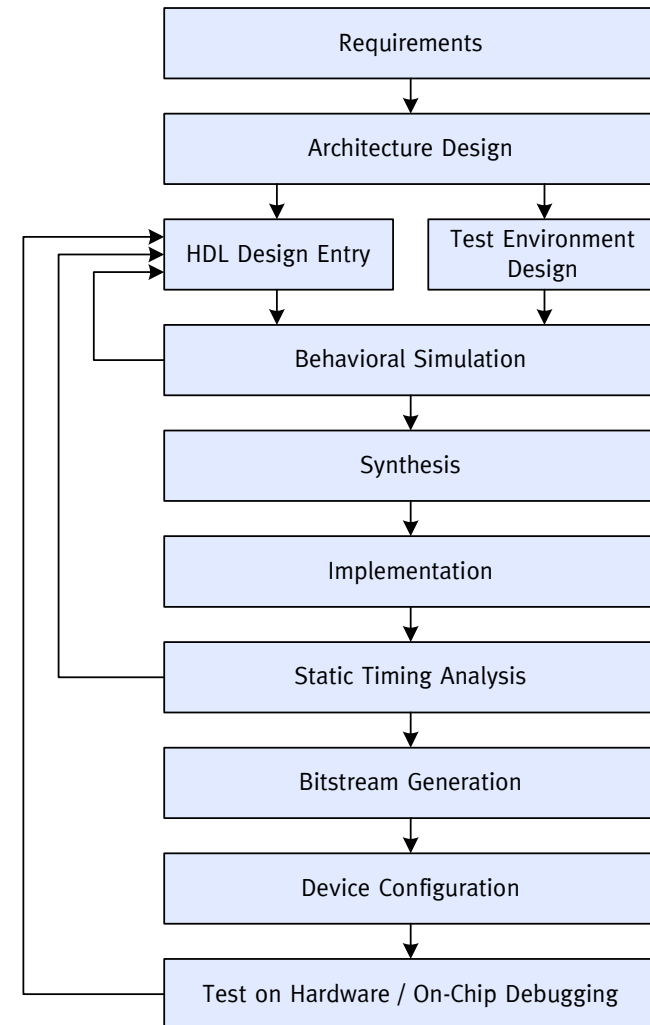 Requirements
Architecture Design
HDL Design Entry
Test Environment
Design
Behavioral Simulation
Synthesis
Implementation
Static Timing Analysis
Bitstream Generation
Device Configuration
Test on Hardware / On-Chip Debugging